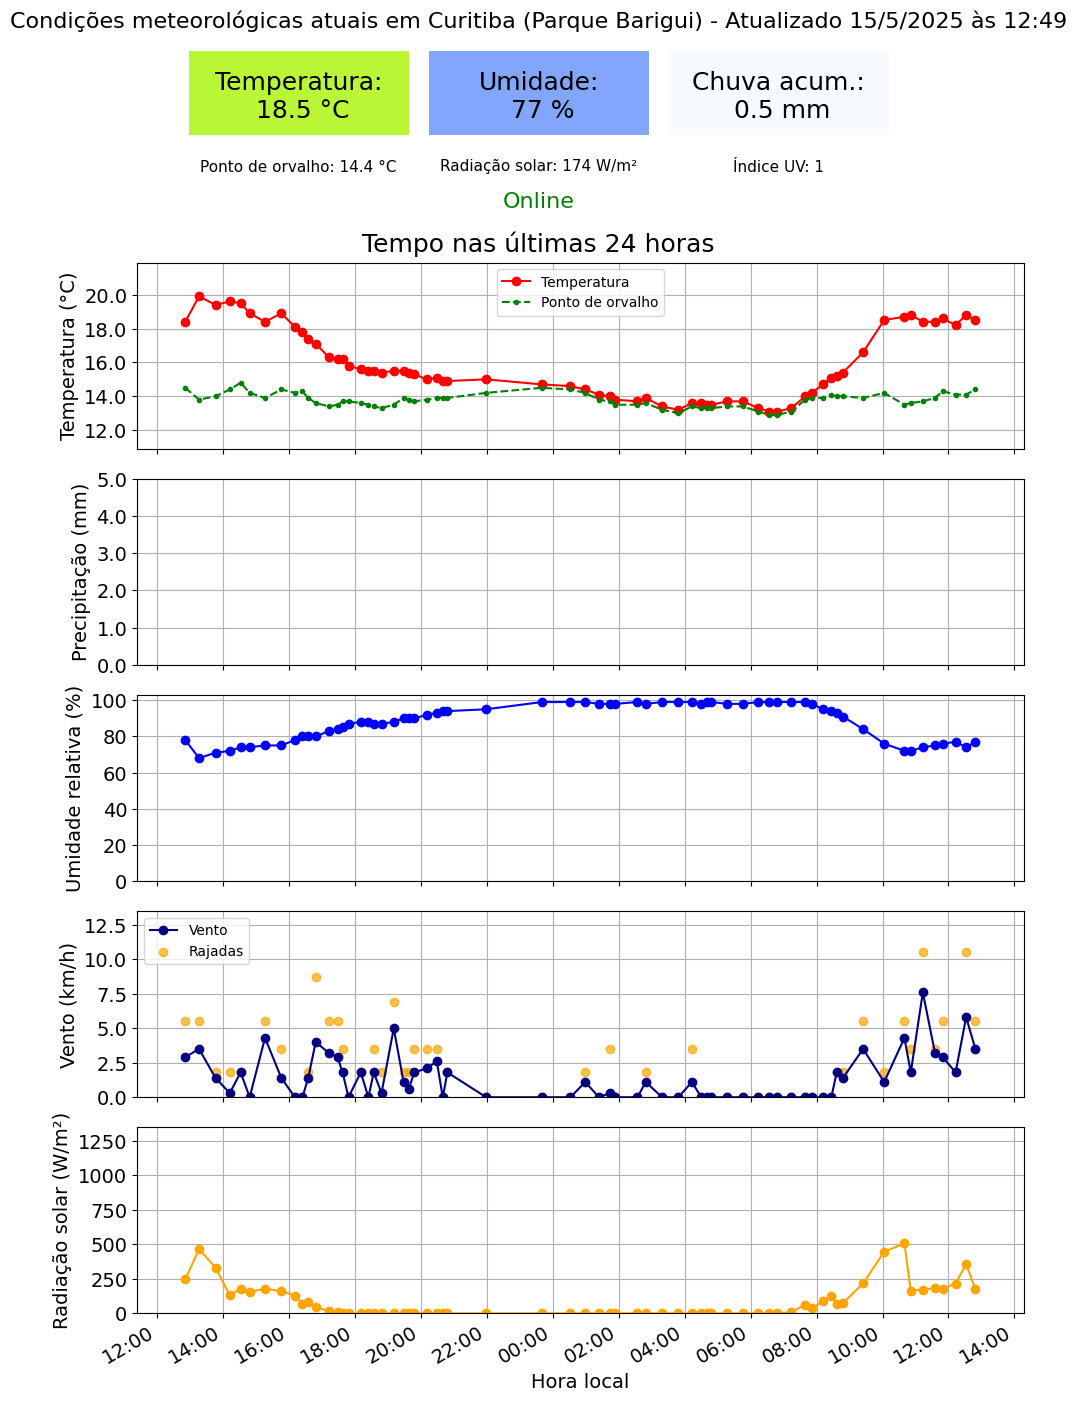 Condições meteorológicas atuais em Curitiba (Parque Barigui) - Atualizado 15/5/2025 às 12:49
Temperatura:
18.5 °C
Umidade:
77 %
Chuva acum.:
0.5 mm
Ponto de orvalho: 14.4 °C
Radiação solar: 174 W/m²
Índice UV: 1
Online
Tempo nas últimas 24 horas
Temperatura (°C)
20.0
18.0
16.0
14.0
12.0
Temperatura
Ponto de orvalho
Precipitação (mm)
5.0
4.0
3.0
2.0
1.0
0.0
Umidade relativa (%)
100
80
60
40
20
0
Vento (km/h)
12.5
10.0
7.5
5.0
2.5
0.0
Vento
Rajadas
Radiação solar (W/m²)
1250
1000
750
500
250
0
12:00
14:00
16:00
18:00
20:00
22:00
00:00
02:00
04:00
06:00
08:00
10:00
12:00
14:00
Hora local